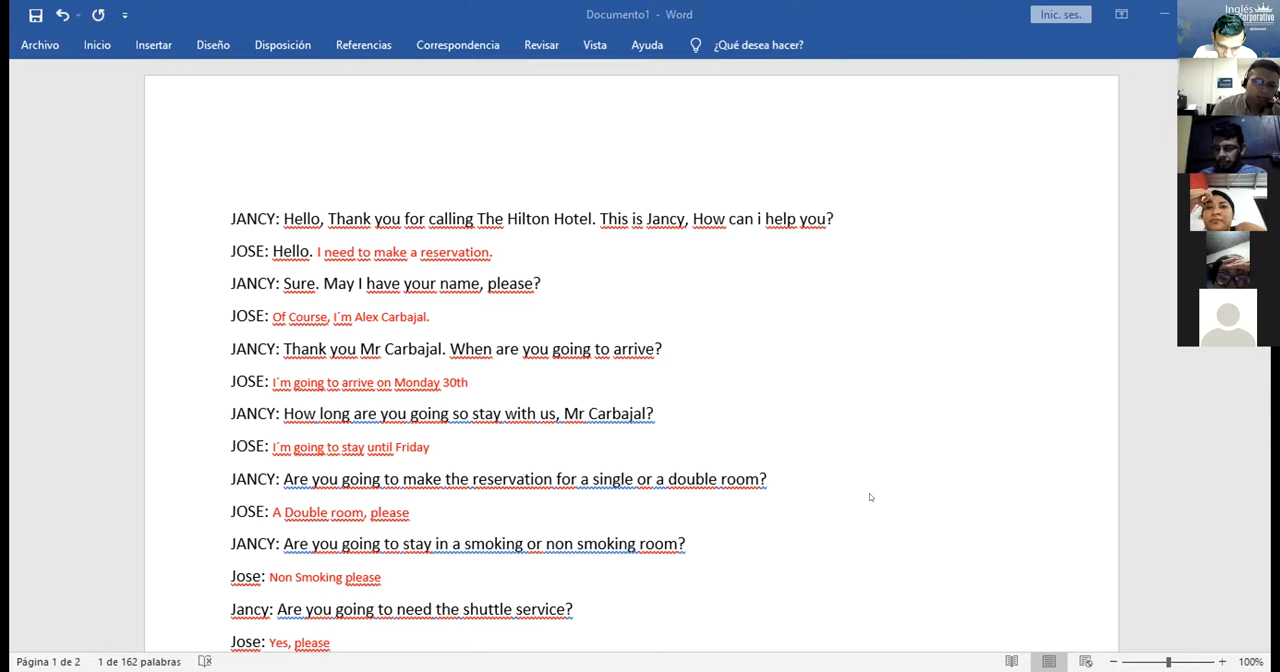 Documento1 - Word
Inic. ses.
Inglés
Corporativo
Archivo Inicio Insertar Diseño Disposición Referencias Correspondencia Revisar Vista Ayuda ¿Qué desea hacer?
JANCY: Hello, Thank you for calling The Hilton Hotel. This is Jancy, How can i help you?
JOSE: Hello. I need to make a reservation.
JANCY: Sure. May I have your name, please?
JOSE: Of Course, I´m Alex Carbajal.
JANCY: Thank you Mr Carbajal. When are you going to arrive?
JOSE: I´m going to arrive on Monday 30th
JANCY: How long are you going so stay with us, Mr Carbajal?
JOSE: I´m going to stay until Friday
JANCY: Are you going to make the reservation for a single or a double room?
JOSE: A Double room, please
JANCY: Are you going to stay in a smoking or non smoking room?
Jose: Non Smoking please
Jancy: Are you going to need the shuttle service?
Jose: Yes, please
Página 1 de 2 1 de 162 palabras 100%